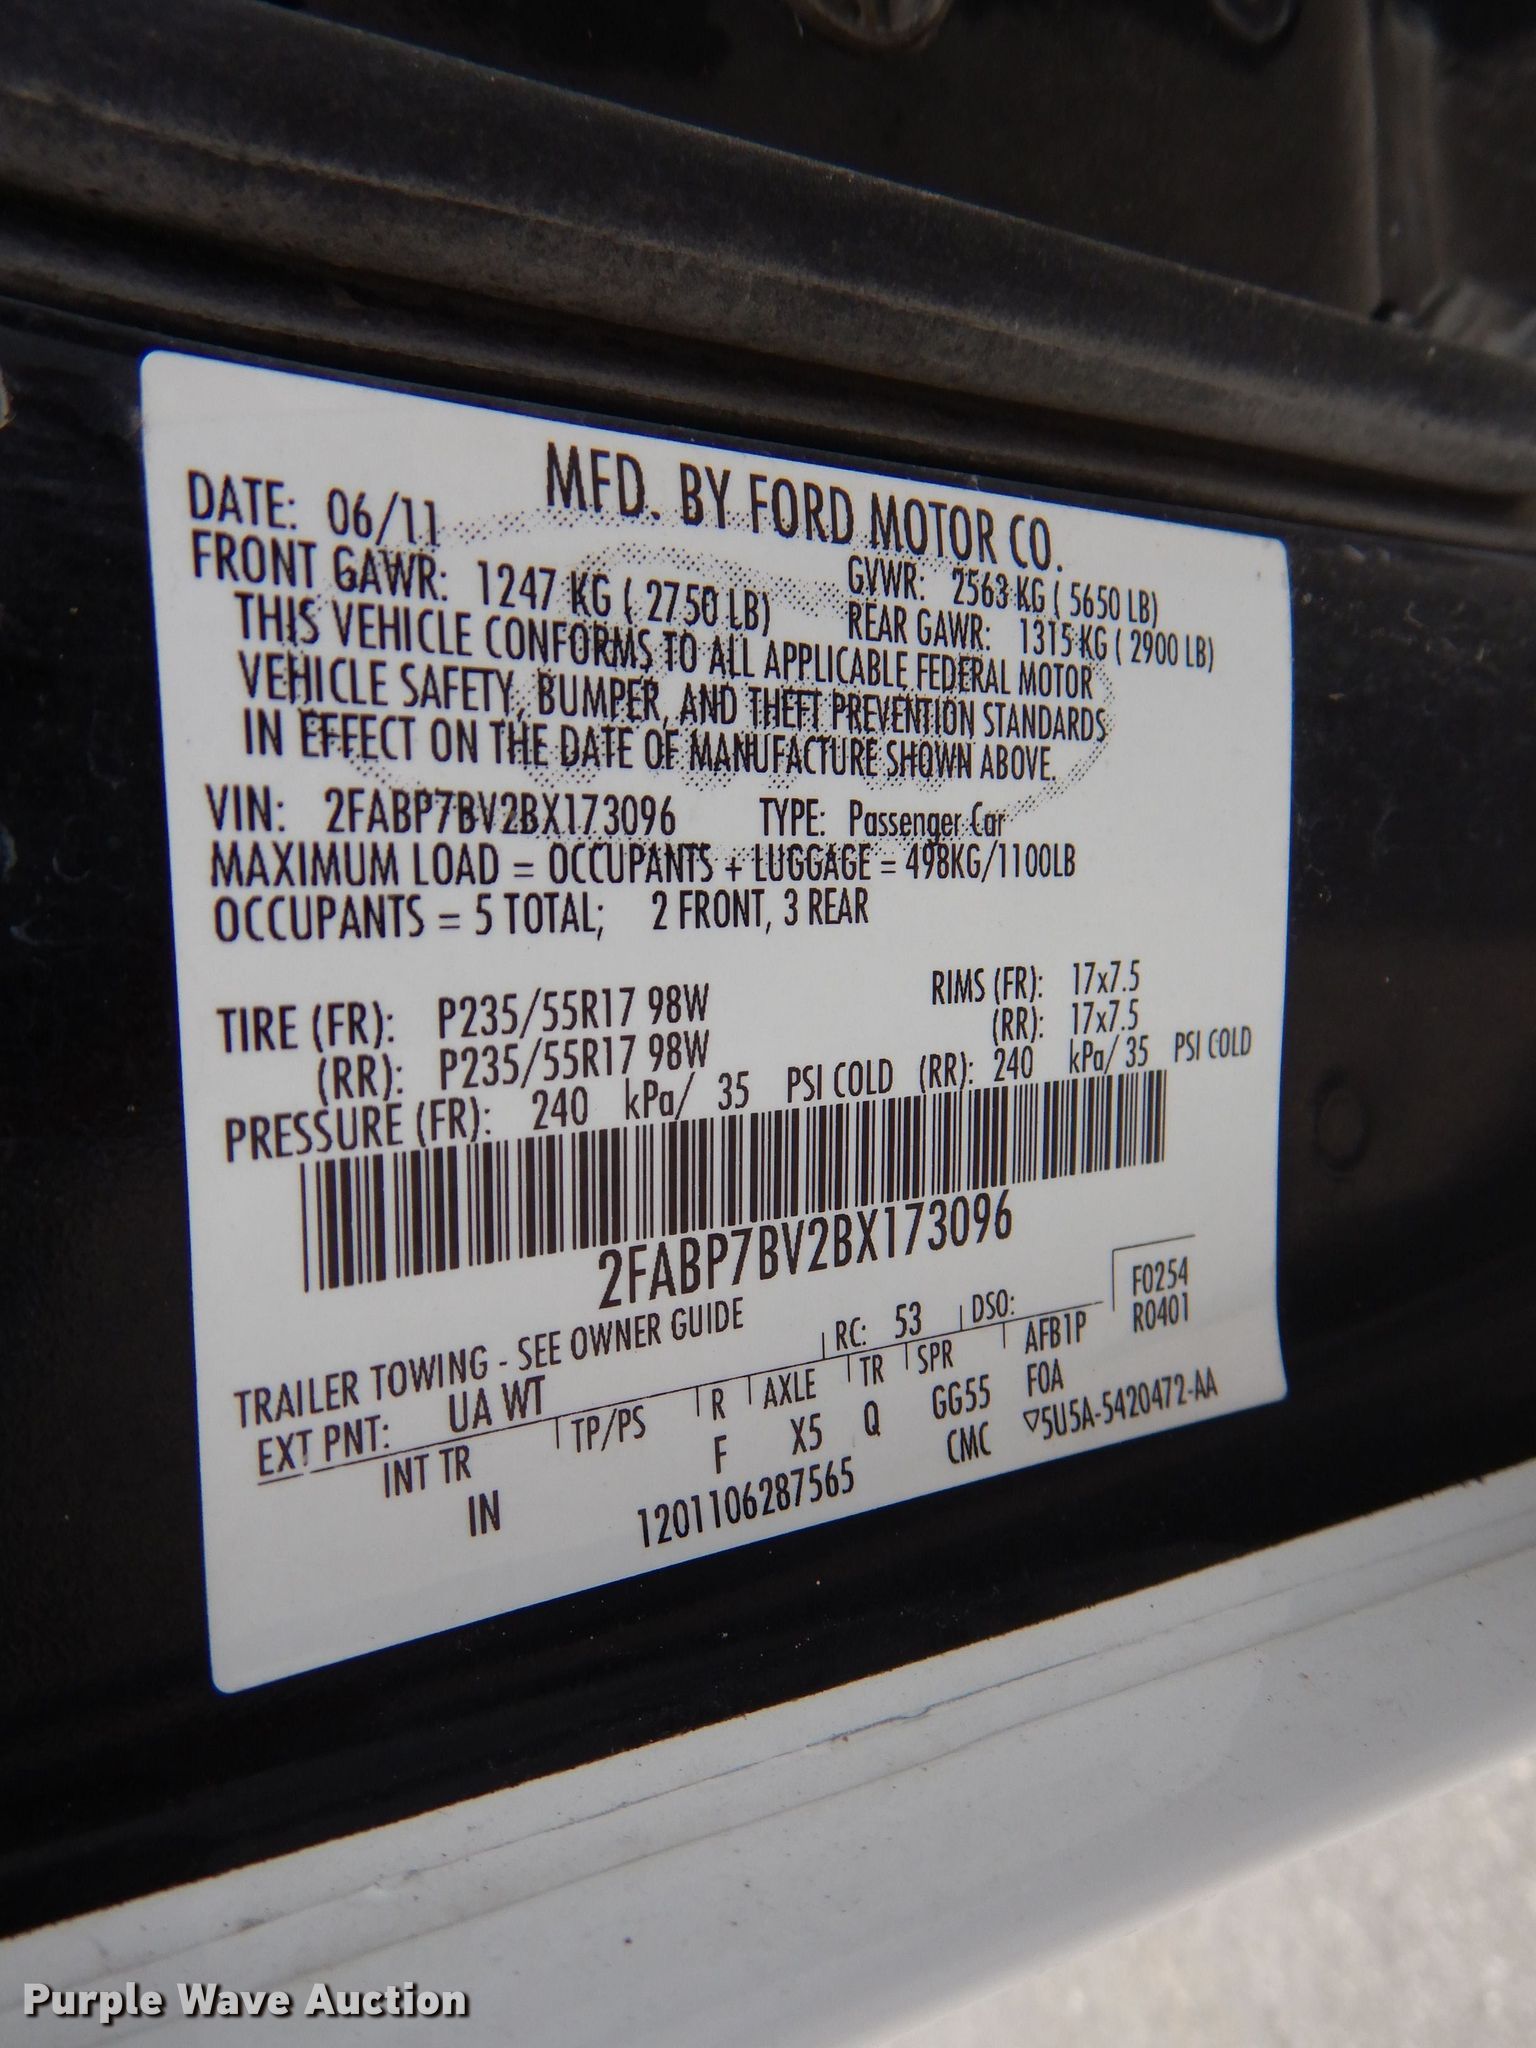 MFD. BY FORD MOTOR CO.
DATE: 06/11 GVWR: 2563 KG ( 5650 LB)
FRONT GAWR: 1247 KG ( 2750 LB) REAR GAWR: 1315 KG ( 2900 LB)
THIS VEHICLE CONFORMS TO ALL APPLICABLE FEDERAL MOTOR
VEHICLE SAFETY, BUMPER, AND THEFT PREVENTION STANDARDS
IN EFFECT ON THE DATE OF MANUFACTURE SHOWN ABOVE.
VIN: 2FABP7BV2BX173096 TYPE: Passenger Car
MAXIMUM LOAD = OCCUPANTS + LUGGAGE = 498KG/1100LB
OCCUPANTS = 5 TOTAL; 2 FRONT, 3 REAR
TIRE (FR): P235/55R17 98W RIMS (FR): 17x7.5
(RR): P235/55R17 98W (RR): 17x7.5
PRESSURE (FR): 240 kPa/ 35 PSI COLD (RR): 240 kPa/ 35 PSI COLD
2FABP7BV2BX173096
F0254
TRAILER TOWING - SEE OWNER GUIDE R0401
EXT PNT: UA WT RC: 53 DSO: AFB1P
INT TR TP/PS R AXLE TR SPR FOA
IN F X5 Q GG55 ▽5U5A-5420472-AA
1201106287565 CMC
Purple Wave Auction